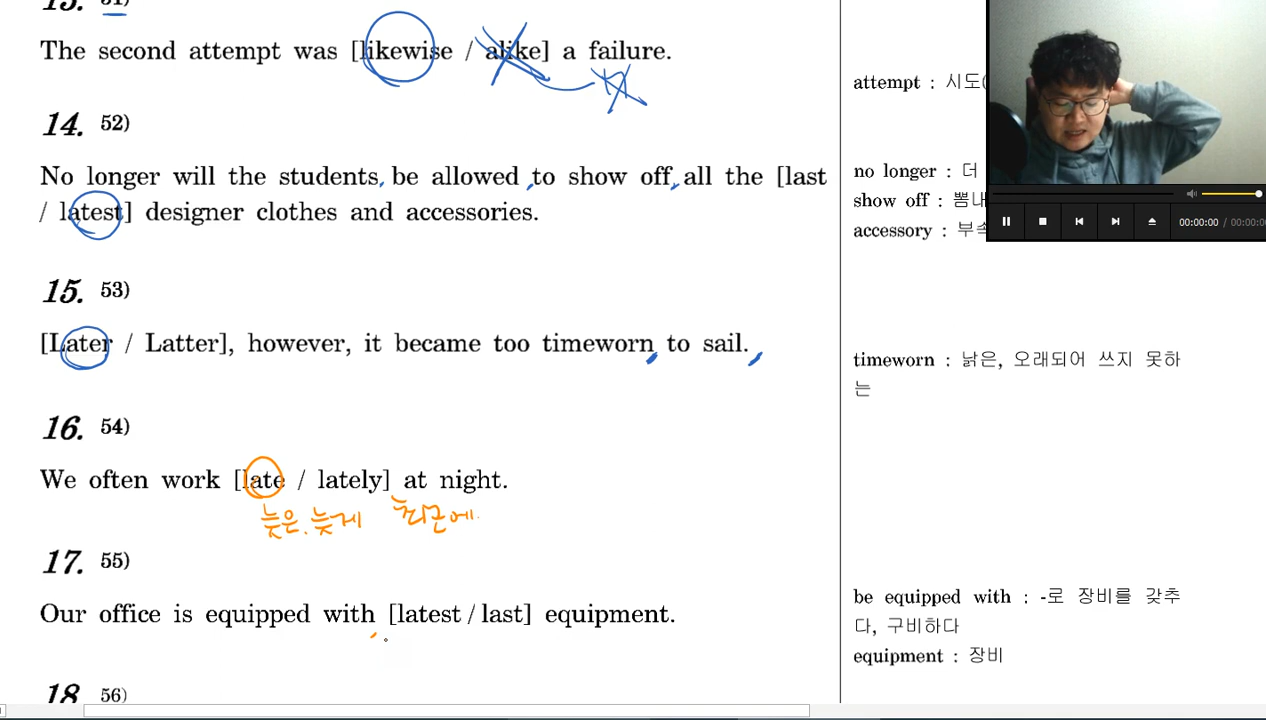 13. 51)
The second attempt was [likewise / alike] a failure.
attempt : 시도(
14. 52)
No longer will the students be allowed to show off all the [last
/ latest] designer clothes and accessories.
no longer : 더
show off : 뽐내
accessory : 부속
00:00:00 / 00:00:0
15. 53)
[Later / Latter], however, it became too timeworn to sail.
timeworn : 낡은, 오래되어 쓰지 못하
는
16. 54)
We often work [late / lately] at night.
늦은, 늦게 최근에
17. 55)
Our office is equipped with [latest / last] equipment.
be equipped with : -로 장비를 갖추
다, 구비하다
equipment : 장비
18 56)